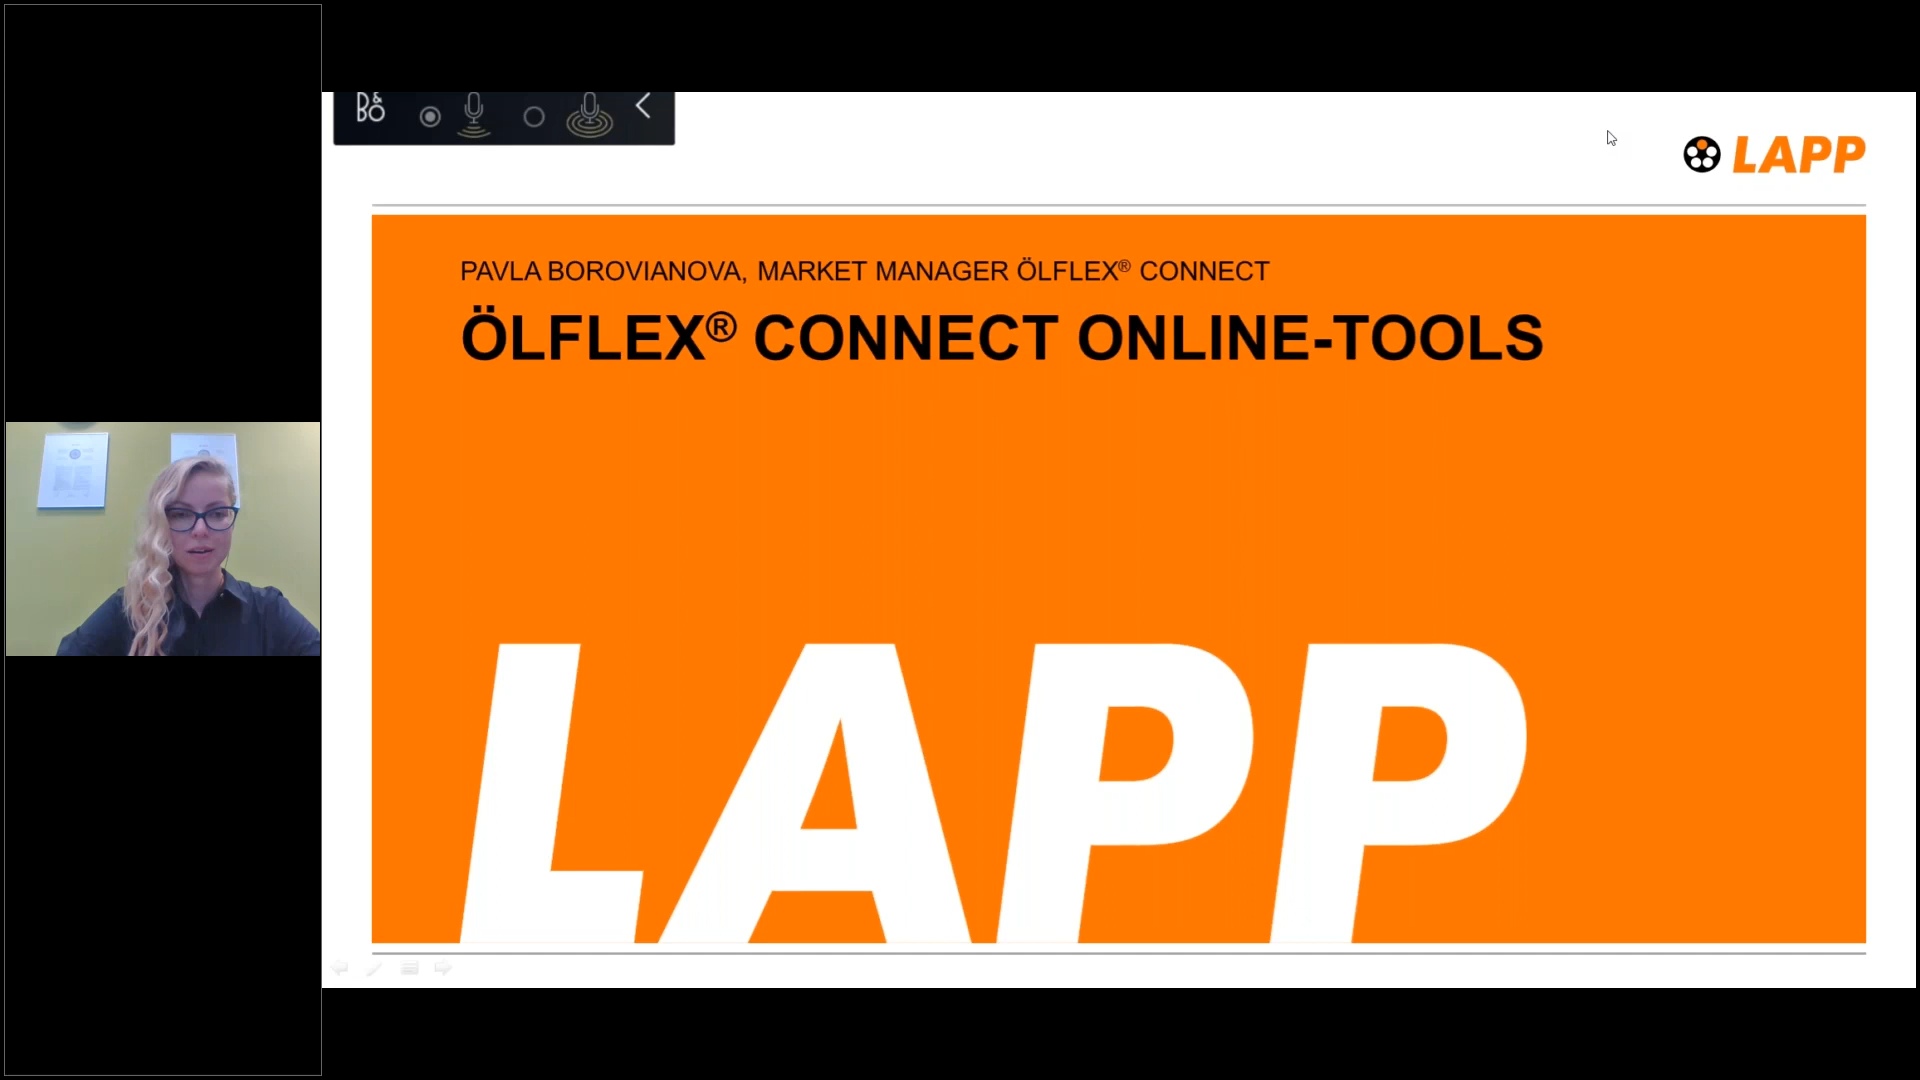 B&O
LAPP
PAVLA BOROVIANOVA, MARKET MANAGER ÖLFLEX® CONNECT
ÖLFLEX® CONNECT ONLINE-TOOLS
LAPP